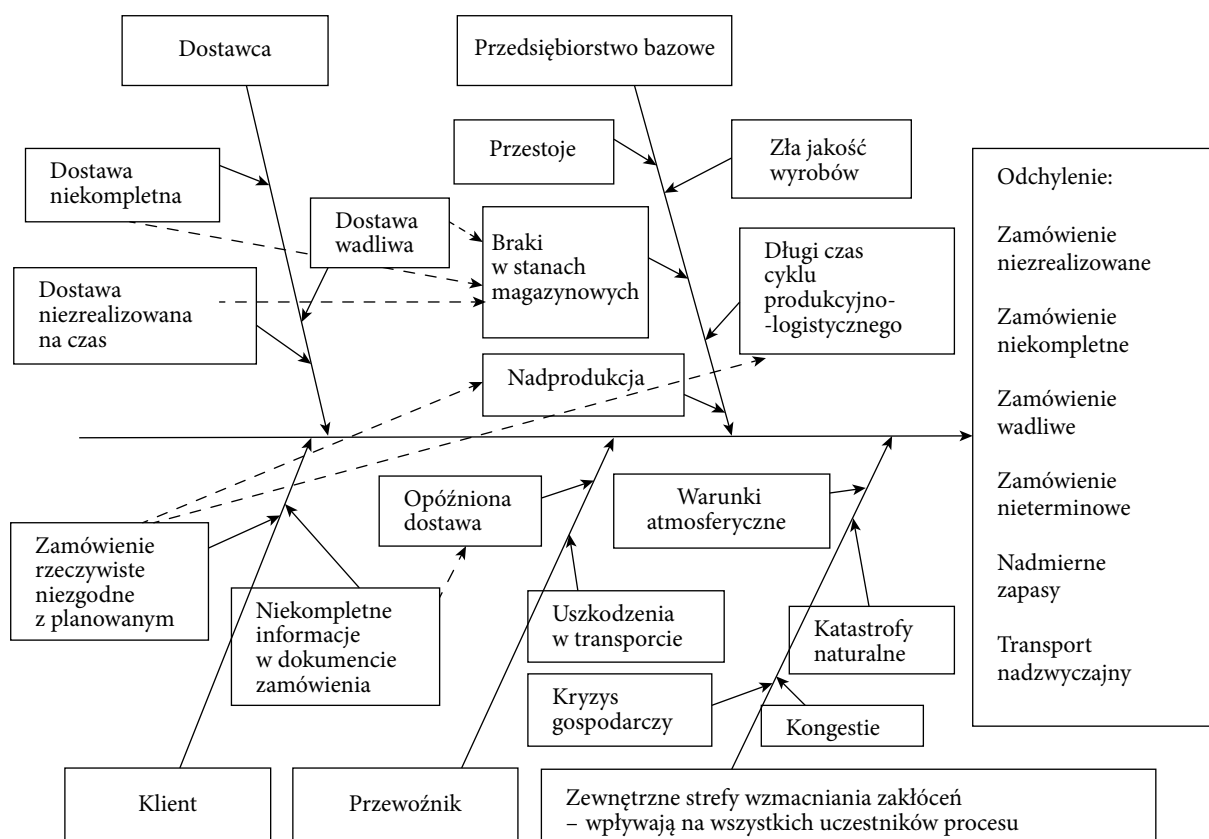 Dostawca
Przedsiębiorstwo bazowe
Przestoje
Zła jakość
wyrobów
Dostawa
niekompletna
Dostawa
wadliwa
Braki
w stanach
magazynowych
Długi czas
cyklu
produkcyjno-
-logistycznego
Dostawa
niezrealizowana
na czas
Nadprodukcja
Odchylenie:
Zamówienie
niezrealizowane
Zamówienie
niekompletne
Zamówienie
wadliwe
Zamówienie
nieterminowe
Nadmierne
zapasy
Transport
nadzwyczajny
Opóźniona
dostawa
Warunki
atmosferyczne
Zamówienie
rzeczywiste
niezgodne
z planowanym
Niekompletne
informacje
w dokumencie
zamówienia
Uszkodzenia
w transporcie
Katastrofy
naturalne
Kryzys
gospodarczy
Kongestie
Klient
Przewoźnik
Zewnętrzne strefy wzmacniania zakłóceń
– wpływają na wszystkich uczestników procesu